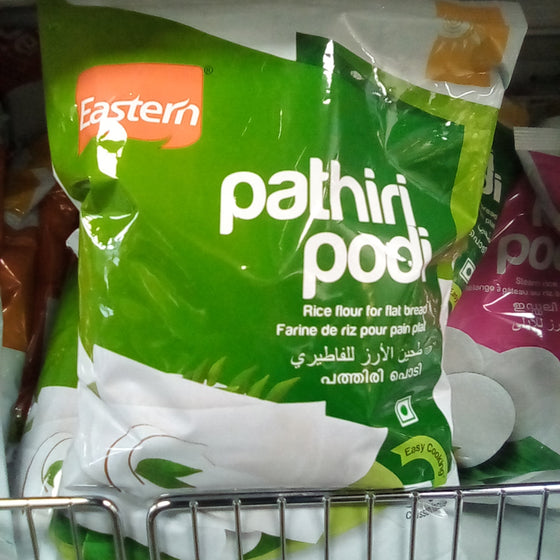 Eastern
pathiri
podi
Rice flour for flat bread
Farine de riz pour pain plat
طحين الأرز للفاطيري
പത്തിരി പൊടി
Easy Cooking